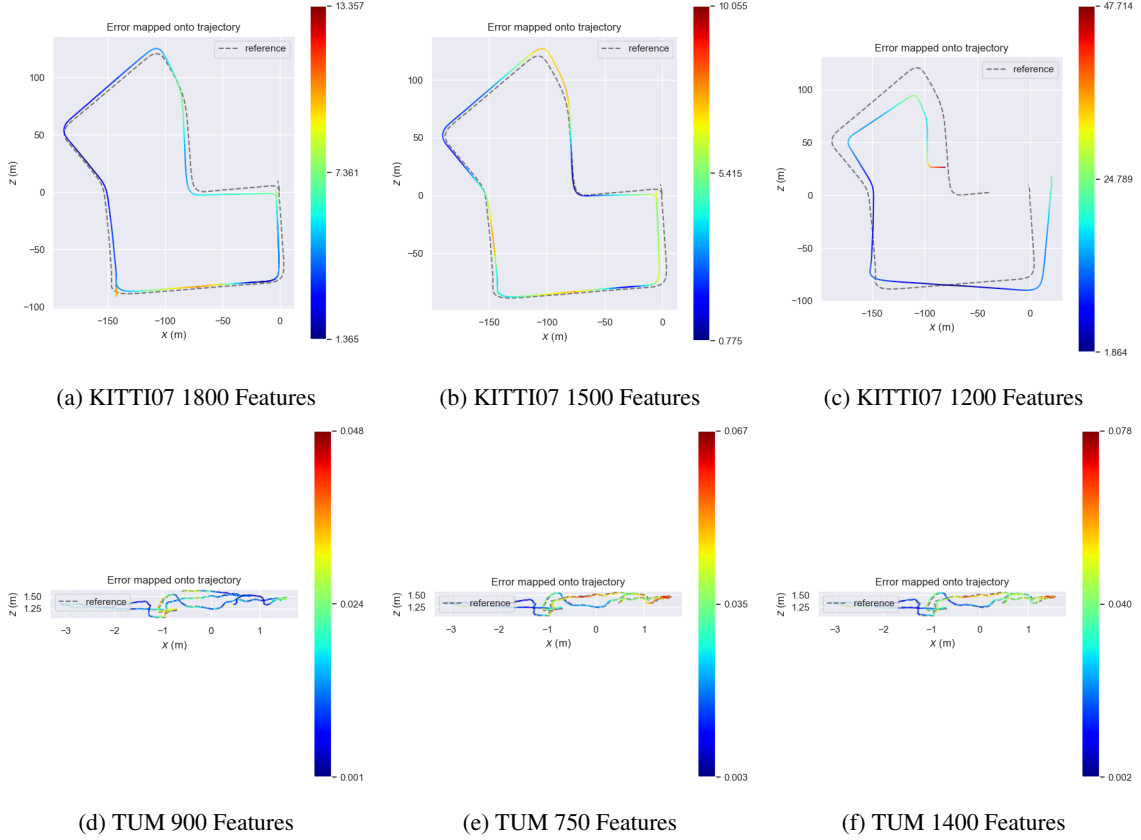 Error mapped onto trajectory
reference
100
50
0
−50
−100
z (m)
−150
−100
−50
0
x (m)
13.357
7.361
1.365
(a) KITTI07 1800 Features
Error mapped onto trajectory
reference
100
50
0
−50
z (m)
−150
−100
−50
0
x (m)
10.055
5.415
0.775
(b) KITTI07 1500 Features
Error mapped onto trajectory
reference
100
50
0
−50
−100
z (m)
−150
−100
−50
0
x (m)
47.714
24.789
1.864
(c) KITTI07 1200 Features
Error mapped onto trajectory
reference
1.50
1.25
z (m)
−3
−2
−1
0
1
x (m)
0.048
0.024
0.001
(d) TUM 900 Features
Error mapped onto trajectory
reference
1.50
1.25
z (m)
−3
−2
−1
0
1
x (m)
0.067
0.035
0.003
(e) TUM 750 Features
Error mapped onto trajectory
reference
1.50
1.25
z (m)
−3
−2
−1
0
1
x (m)
0.078
0.040
0.002
(f) TUM 1400 Features